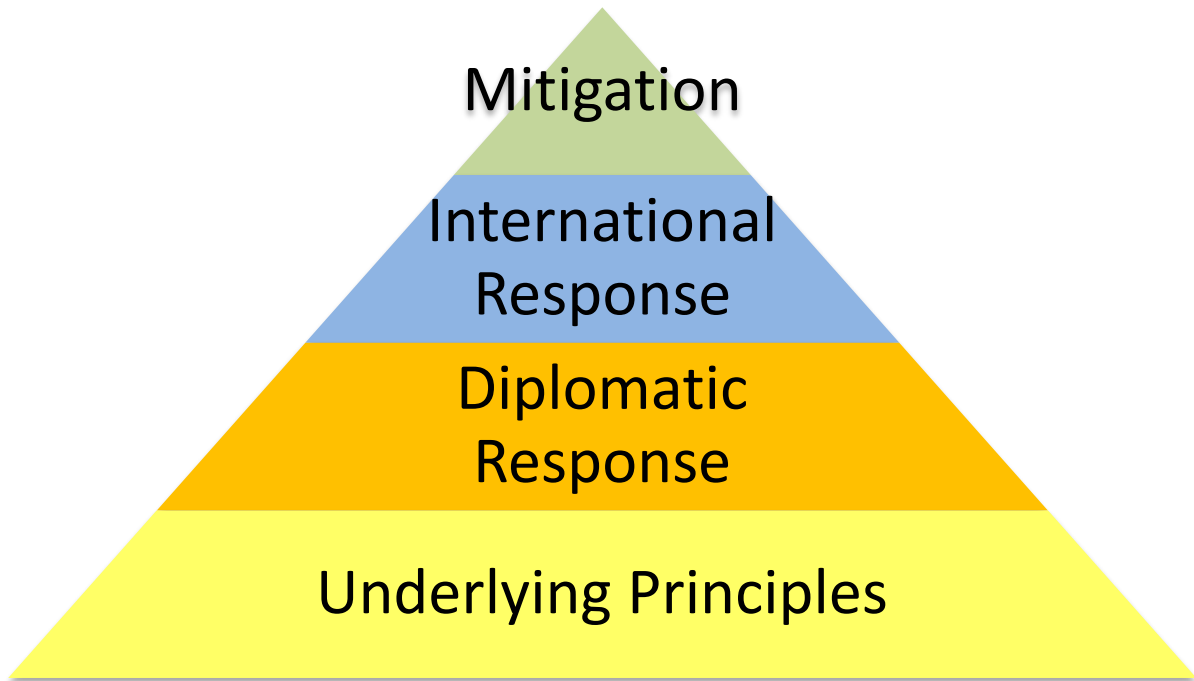 Mitigation
International
Response
Diplomatic
Response
Underlying Principles